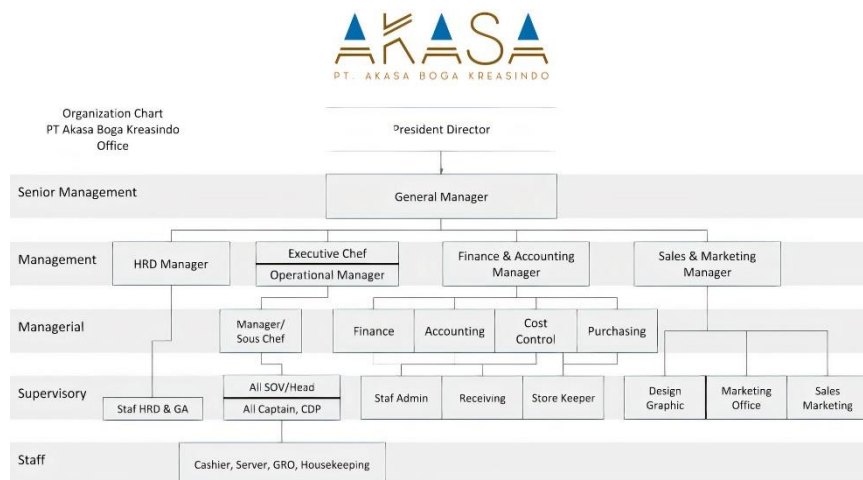 AKASA
PT. AKASA BOGA KREASINDO
Organization Chart
PT Akasa Boga Kreasindo
Office
President Director
Senior Management
General Manager
Management
HRD Manager
Executive Chef
Operational Manager
Finance & Accounting
Manager
Sales & Marketing
Manager
Managerial
Manager/
Sous Chef
Finance
Accounting
Cost
Control
Purchasing
Supervisory
Staf HRD & GA
All SOV/Head
All Captain, CDP
Staf Admin
Receiving
Store Keeper
Design
Graphic
Marketing
Office
Sales
Marketing
Staff
Cashier, Server, GRO, Housekeeping